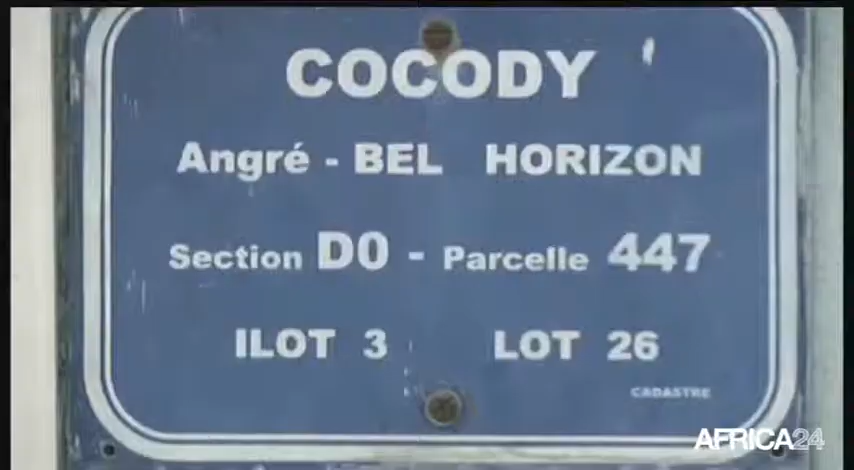 COCODY
Angré - BEL HORIZON
Section D0 - Parcelle 447
ILOT 3 LOT 26
CADASTRE
AFRICA24